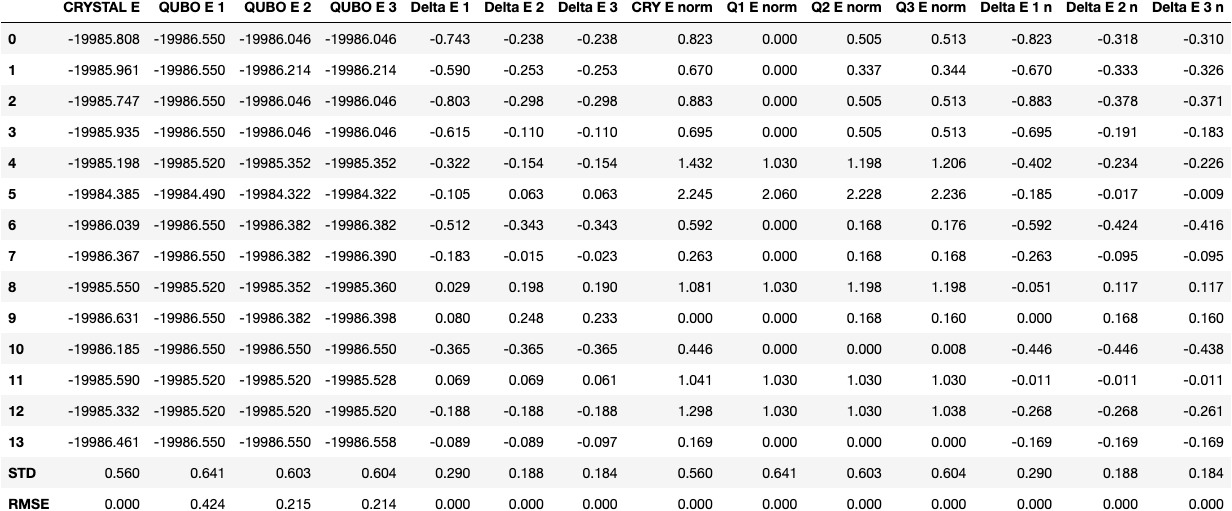 CRYSTAL E QUBO E 1 QUBO E 2 QUBO E 3 Delta E 1 Delta E 2 Delta E 3 CRY E norm Q1 E norm Q2 E norm Q3 E norm Delta E 1 n Delta E 2 n Delta E 3 n
0 -19985.808 -19986.550 -19986.046 -19986.046 -0.743 -0.238 -0.238 0.823 0.000 0.505 0.513 -0.823 -0.318 -0.310
1 -19985.961 -19986.550 -19986.214 -19986.214 -0.590 -0.253 -0.253 0.670 0.000 0.337 0.344 -0.670 -0.333 -0.326
2 -19985.747 -19986.550 -19986.046 -19986.046 -0.803 -0.298 -0.298 0.883 0.000 0.505 0.513 -0.883 -0.378 -0.371
3 -19985.935 -19986.550 -19986.046 -19986.046 -0.615 -0.110 -0.110 0.695 0.000 0.505 0.513 -0.695 -0.191 -0.183
4 -19985.198 -19985.520 -19985.352 -19985.352 -0.322 -0.154 -0.154 1.432 1.030 1.198 1.206 -0.402 -0.234 -0.226
5 -19984.385 -19984.490 -19984.322 -19984.322 -0.105 0.063 0.063 2.245 2.060 2.228 2.236 -0.185 -0.017 -0.009
6 -19986.039 -19986.550 -19986.382 -19986.382 -0.512 -0.343 -0.343 0.592 0.000 0.168 0.176 -0.592 -0.424 -0.416
7 -19986.367 -19986.550 -19986.382 -19986.390 -0.183 -0.015 -0.023 0.263 0.000 0.168 0.168 -0.263 -0.095 -0.095
8 -19985.550 -19985.520 -19985.352 -19985.360 0.029 0.198 0.190 1.081 1.030 1.198 1.198 -0.051 0.117 0.117
9 -19986.631 -19986.550 -19986.382 -19986.398 0.080 0.248 0.233 0.000 0.000 0.168 0.160 0.000 0.168 0.160
10 -19986.185 -19986.550 -19986.550 -19986.550 -0.365 -0.365 -0.365 0.446 0.000 0.000 0.008 -0.446 -0.446 -0.438
11 -19985.590 -19985.520 -19985.520 -19985.528 0.069 0.069 0.061 1.041 1.030 1.030 1.030 -0.011 -0.011 -0.011
12 -19985.332 -19985.520 -19985.520 -19985.520 -0.188 -0.188 -0.188 1.298 1.030 1.030 1.038 -0.268 -0.268 -0.261
13 -19986.461 -19986.550 -19986.550 -19986.558 -0.089 -0.089 -0.097 0.169 0.000 0.000 0.000 -0.169 -0.169 -0.169
STD 0.560 0.641 0.603 0.604 0.290 0.188 0.184 0.560 0.641 0.603 0.604 0.290 0.188 0.184
RMSE 0.000 0.424 0.215 0.214 0.000 0.000 0.000 0.000 0.000 0.000 0.000 0.000 0.000 0.000